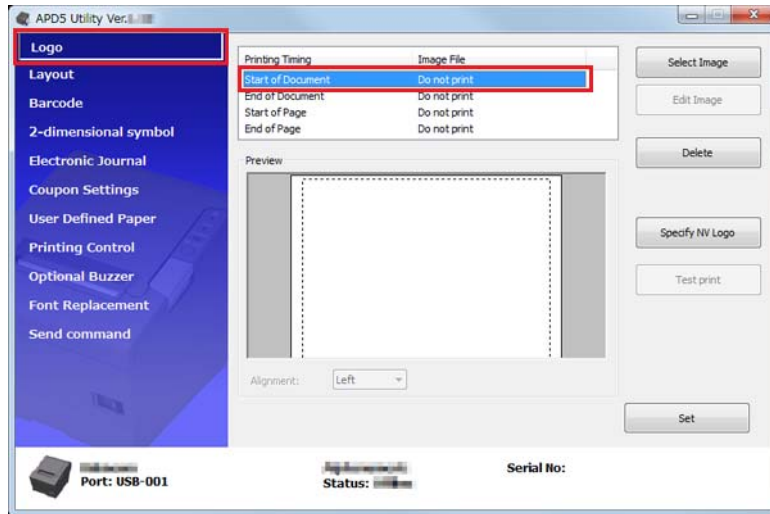 APD5 Utility Ver.
Logo
Layout
Barcode
2-dimensional symbol
Electronic Journal
Coupon Settings
User Defined Paper
Printing Control
Optional Buzzer
Font Replacement
Send command
Printing Timing Image File
Start of Document Do not print
End of Document Do not print
Start of Page Do not print
End of Page Do not print
Preview
Alignment: Left
Select Image
Edit Image
Delete
Specify NV Logo
Test print
Set
Port: USB-001
Status:
Serial No: